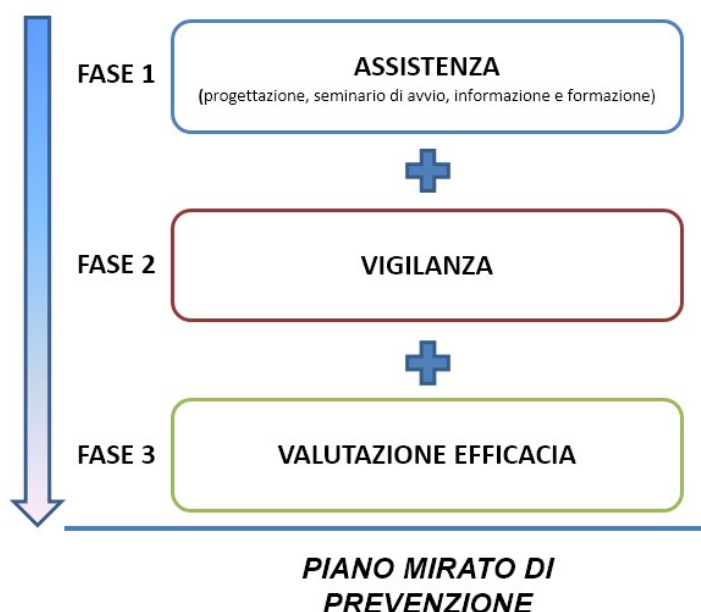 FASE 1
ASSISTENZA
(progettazione, seminario di avvio, informazione e formazione)
FASE 2
VIGILANZA
FASE 3
VALUTAZIONE EFFICACIA
PIANO MIRATO DI
PREVENZIONE